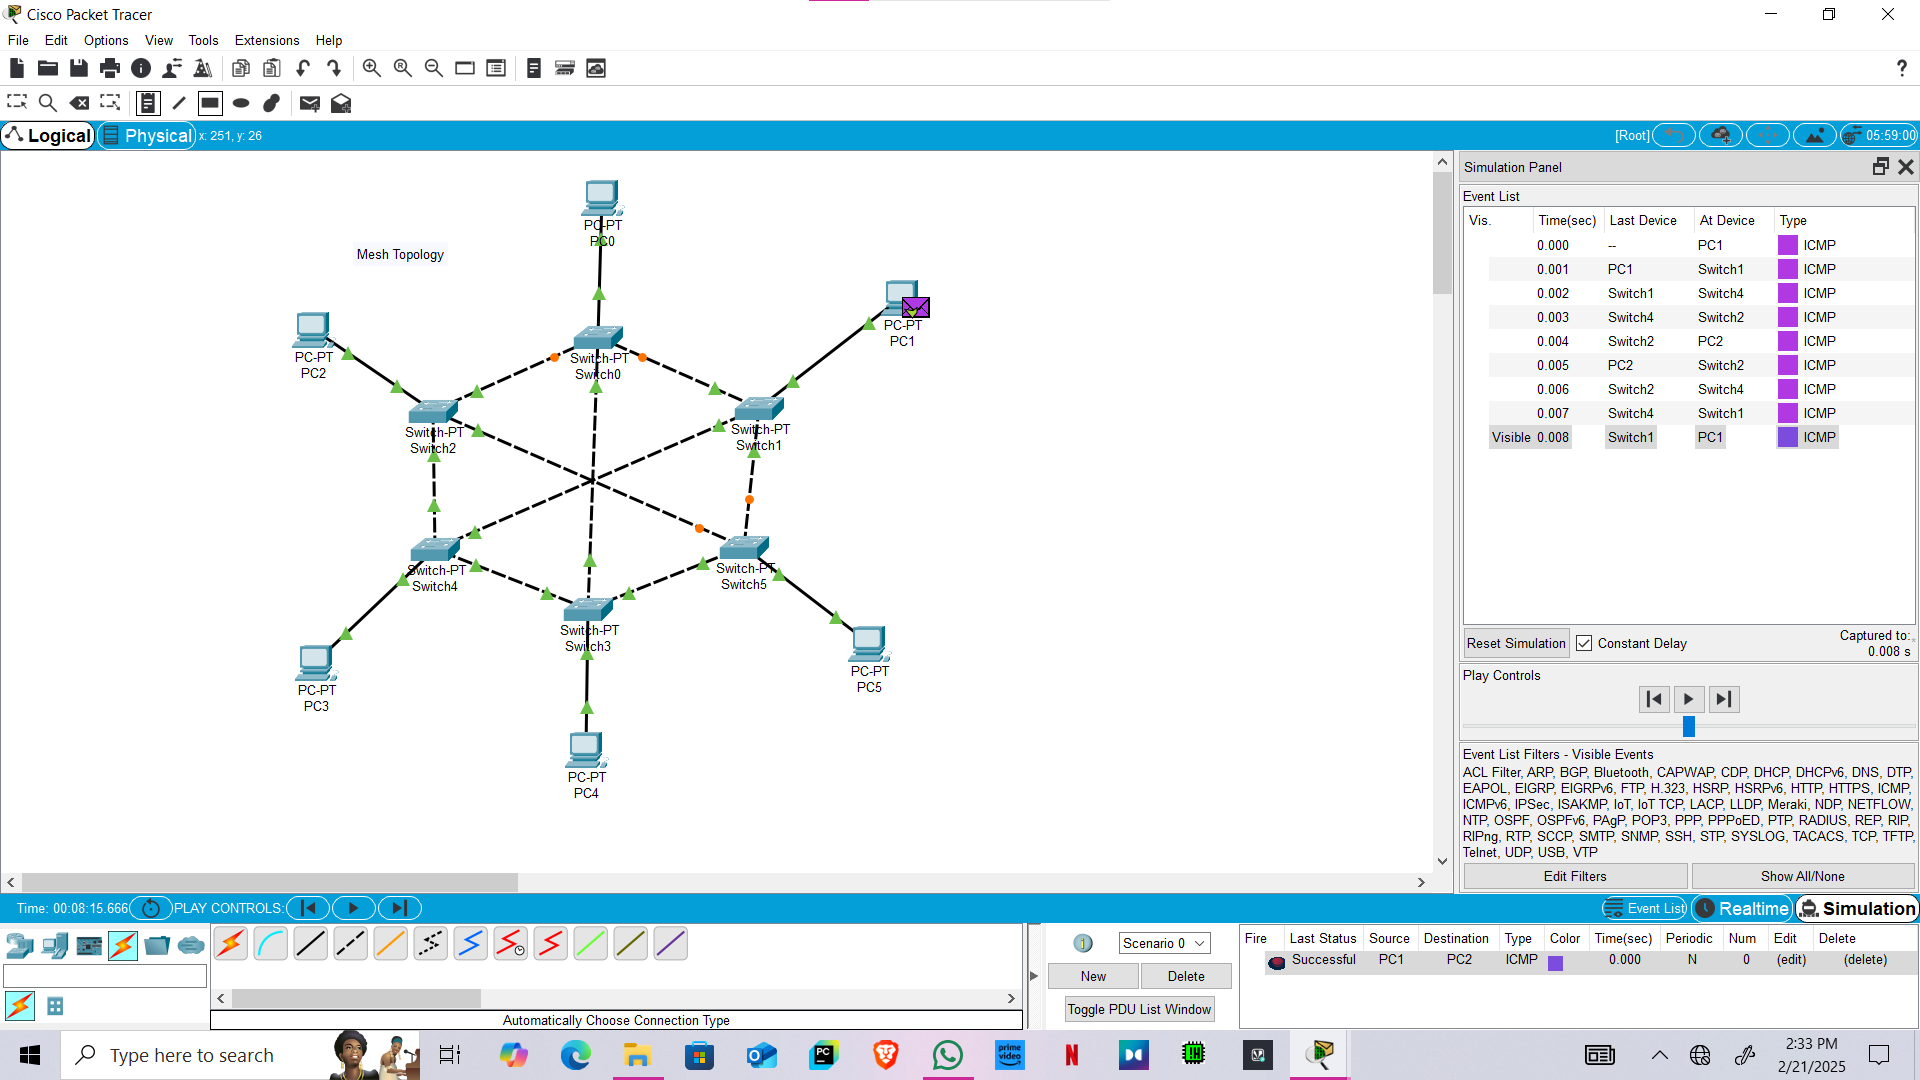 Cisco Packet Tracer
File Edit Options View Tools Extensions Help
?
Logical Physical x: 251, y: 26 [Root] 05:59:00
Mesh Topology
PC-PT
PC0
PC-PT
PC1
PC-PT
PC2
Switch-PT
Switch0
Switch-PT
Switch2
Switch-PT
Switch1
Switch-PT
Switch4
Switch-PT
Switch5
Switch-PT
Switch3
PC-PT
PC3
PC-PT
PC5
PC-PT
PC4
Simulation Panel
Event List
Vis. Time(sec) Last Device At Device Type
0.000 -- PC1 ICMP
0.001 PC1 Switch1 ICMP
0.002 Switch1 Switch4 ICMP
0.003 Switch4 Switch2 ICMP
0.004 Switch2 PC2 ICMP
0.005 PC2 Switch2 ICMP
0.006 Switch2 Switch4 ICMP
0.007 Switch4 Switch1 ICMP
Visible 0.008 Switch1 PC1 ICMP
Reset Simulation Constant Delay
Captured to:
0.008 s
Play Controls
Event List Filters - Visible Events
ACL Filter, ARP, BGP, Bluetooth, CAPWAP, CDP, DHCP, DHCPv6, DNS, DTP,
EAPOL, EIGRP, EIGRPv6, FTP, H.323, HSRP, HSRPv6, HTTP, HTTPS, ICMP,
ICMPv6, IPSec, ISAKMP, IoT, IoT TCP, LACP, LLDP, Meraki, NDP, NETFLOW,
NTP, OSPF, OSPFv6, PAgP, POP3, PPP, PPPoED, PTP, RADIUS, REP, RIP,
RIPng, RTP, SCCP, SMTP, SNMP, SSH, STP, SYSLOG, TACACS, TCP, TFTP,
Telnet, UDP, USB, VTP
Edit Filters Show All/None
Time: 00:08:15.666 PLAY CONTROLS: Event List Realtime Simulation
Automatically Choose Connection Type
Scenario 0
New Delete
Toggle PDU List Window
Fire Last Status Source Destination Type Color Time(sec) Periodic Num Edit Delete
Successful PC1 PC2 ICMP 0.000 N 0 (edit) (delete)
Type here to search
PC
prime
video
N
2:33 PM
2/21/2025